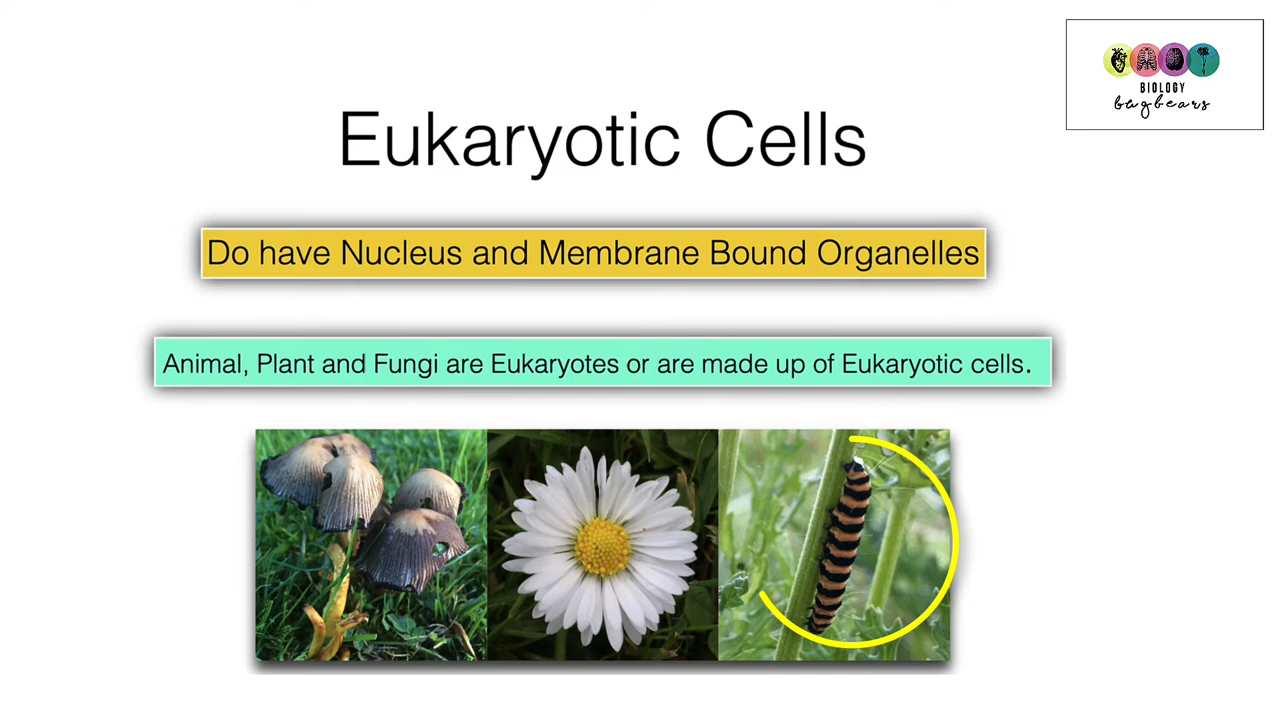 BIOLOGY
bugbears
Eukaryotic Cells
Do have Nucleus and Membrane Bound Organelles
Animal, Plant and Fungi are Eukaryotes or are made up of Eukaryotic cells.